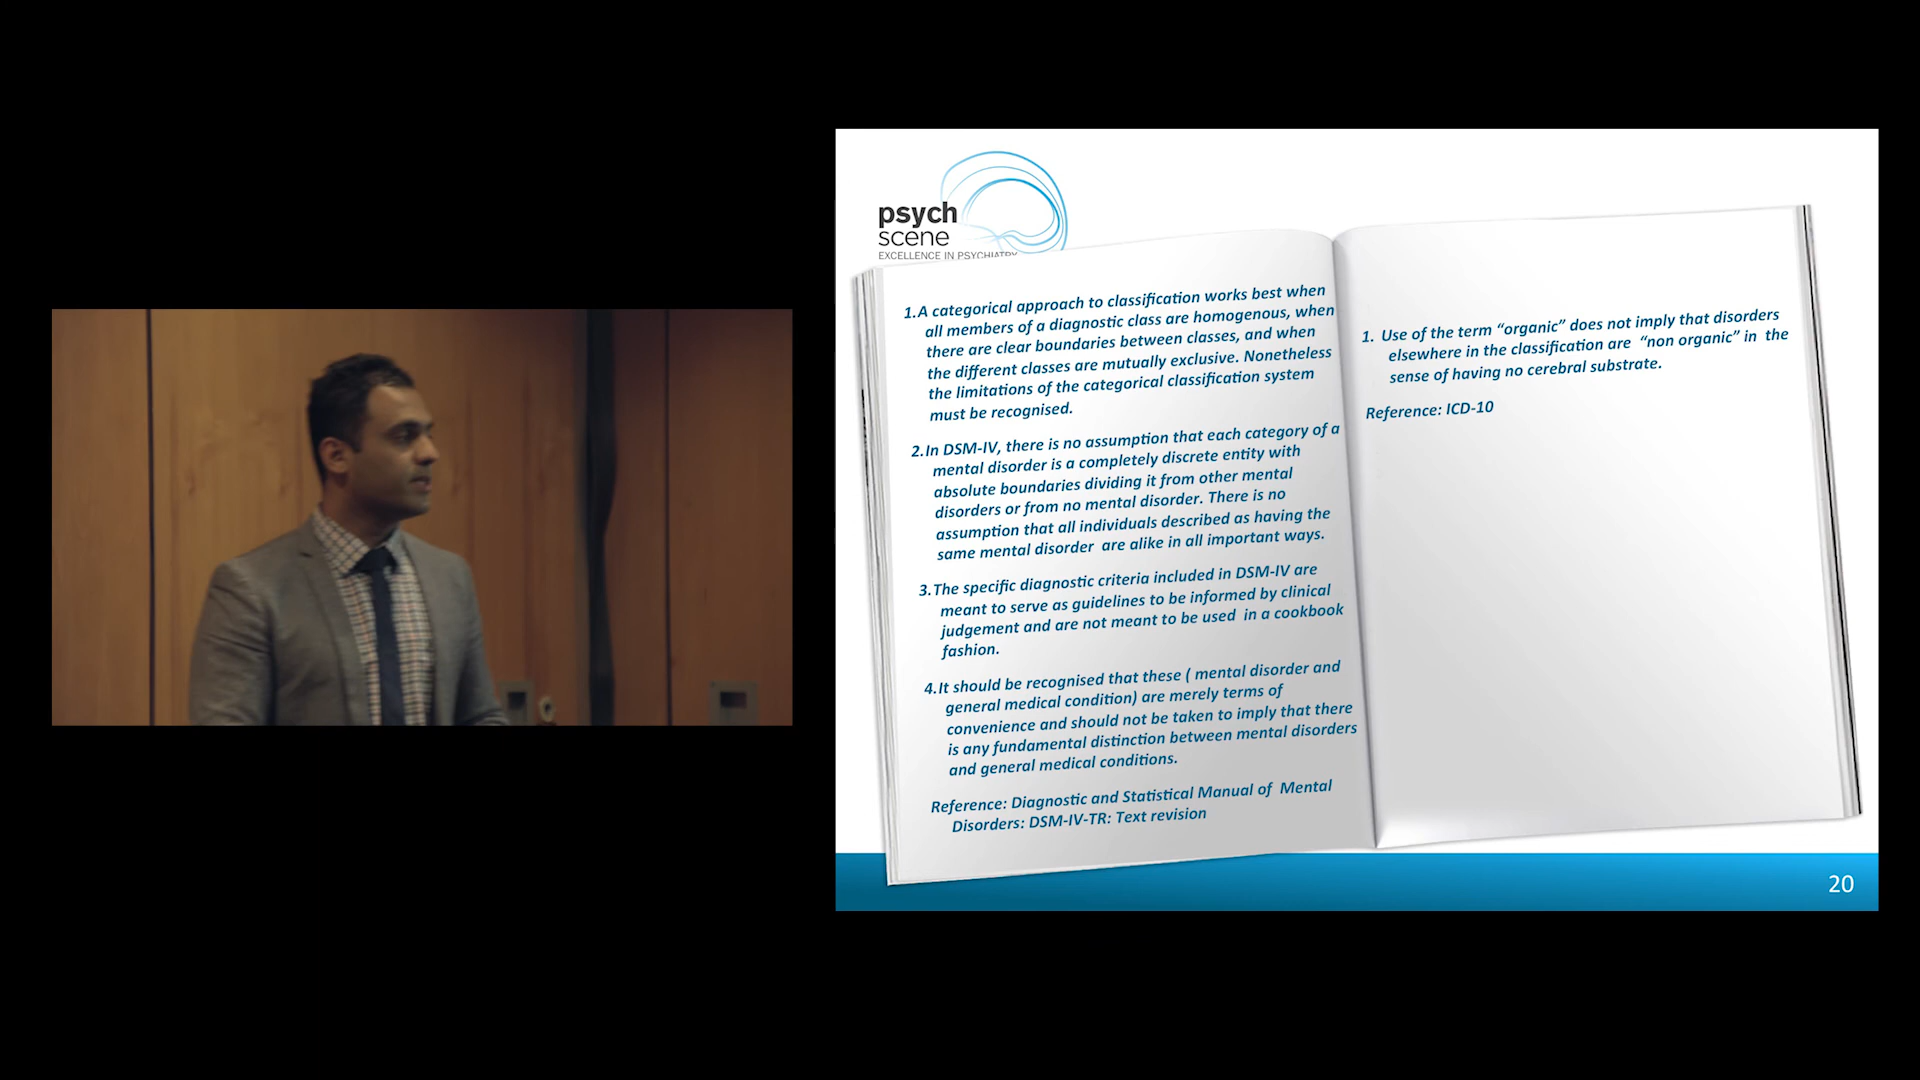 psych
scene
EXCELLENCE IN PSYCHIATRY
1.A categorical approach to classification works best when
all members of a diagnostic class are homogenous, when
there are clear boundaries between classes, and when
the different classes are mutually exclusive. Nonetheless
the limitations of the categorical classification system
must be recognised.
2.In DSM-IV, there is no assumption that each category of a
mental disorder is a completely discrete entity with
absolute boundaries dividing it from other mental
disorders or from no mental disorder. There is no
assumption that all individuals described as having the
same mental disorder are alike in all important ways.
3.The specific diagnostic criteria included in DSM-IV are
meant to serve as guidelines to be informed by clinical
judgement and are not meant to be used in a cookbook
fashion.
4.It should be recognised that these ( mental disorder and
general medical condition) are merely terms of
convenience and should not be taken to imply that there
is any fundamental distinction between mental disorders
and general medical conditions.
Reference: Diagnostic and Statistical Manual of Mental
Disorders: DSM-IV-TR: Text revision
1. Use of the term “organic” does not imply that disorders
elsewhere in the classification are “non organic” in the
sense of having no cerebral substrate.
Reference: ICD-10
20